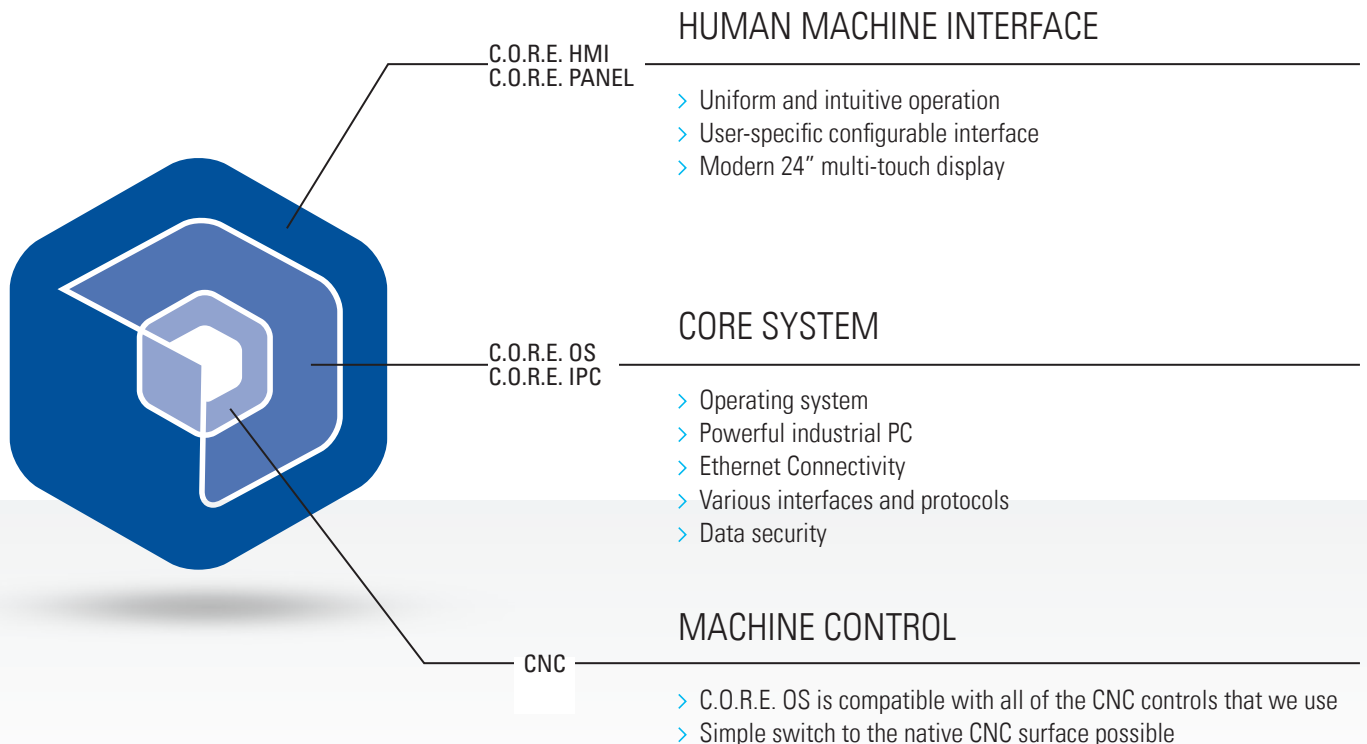 HUMAN MACHINE INTERFACE
C.O.R.E. HMI
C.O.R.E. PANEL
> Uniform and intuitive operation
> User-specific configurable interface
> Modern 24” multi-touch display
CORE SYSTEM
C.O.R.E. OS
C.O.R.E. IPC
> Operating system
> Powerful industrial PC
> Ethernet Connectivity
> Various interfaces and protocols
> Data security
MACHINE CONTROL
CNC
> C.O.R.E. OS is compatible with all of the CNC controls that we use
> Simple switch to the native CNC surface possible